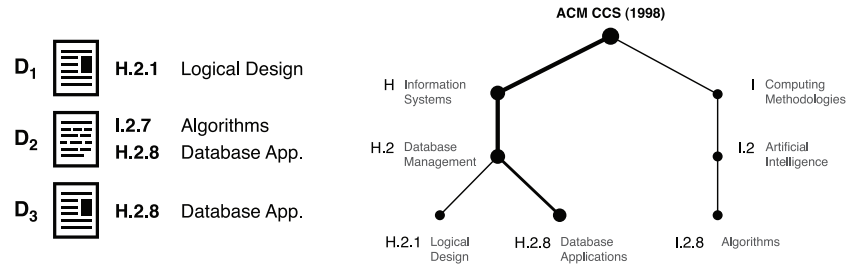 ACM CCS (1998)
D1 H.2.1 Logical Design
D2 I.2.7 Algorithms
H.2.8 Database App.
D3 H.2.8 Database App.
H Information
Systems
I Computing
Methodologies
H.2 Database
Management
I.2 Artificial
Intelligence
H.2.1 Logical
Design
H.2.8 Database
Applications
I.2.8 Algorithms